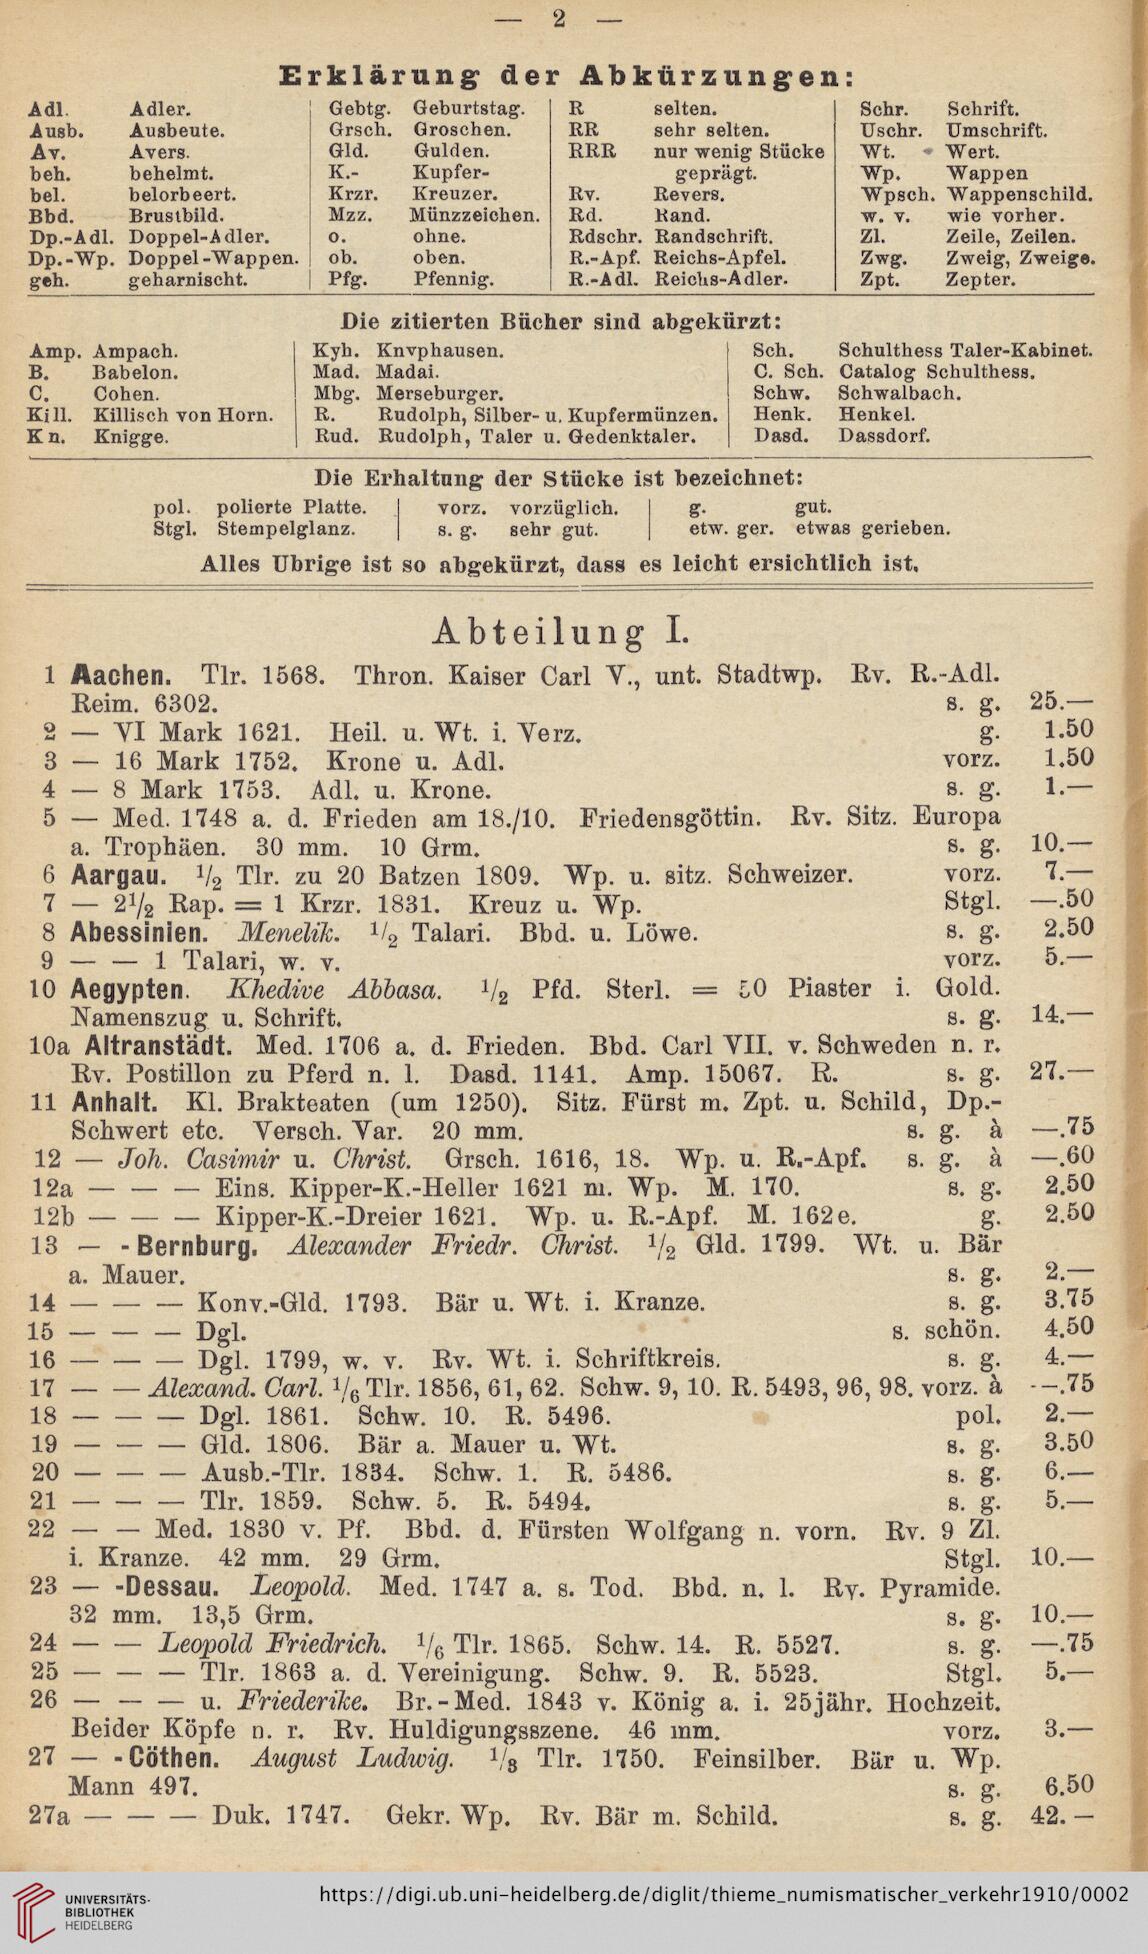 — 2 —
Erklärung der Abkürzungen:
Adl. Adler.
Ausb. Ausbeute.
Av. Avers.
beh. behelmt.
bel. belorbeert.
Bbd. Brustbild.
Dp.-Adl. Doppel-Adler.
Dp.-Wp. Doppel-Wappen.
geh. geharnischt.
Gebtg. Geburtstag.
Grsch. Groschen.
Gld. Gulden.
K.- Kupfer-
Krzr. Kreuzer.
Mzz. Münzzeichen.
o. ohne.
ob. oben.
Pfg. Pfennig.
R selten.
RR sehr selten.
RRR nur wenig Stücke
geprägt.
Rv. Revers.
Rd. Rand.
Rdschr. Randschrift.
R.-Apf. Reichs-Apfel.
R.-Adl. Reichs-Adler.
Schr. Schrift.
Uschr. Umschrift.
Wt. Wert.
Wp. Wappen
Wpsch. Wappenschild.
w. v. wie vorher.
Zl. Zeile, Zeilen.
Zwg. Zweig, Zweige.
Zpt. Zepter.
Die zitierten Bücher sind abgekürzt:
Amp. Ampach.
B. Babelon.
C. Cohen.
Kill. Killisch von Horn.
Kn. Knigge.
Kyh. Knvphausen.
Mad. Madai.
Mbg. Merseburger.
R. Rudolph, Silber- u. Kupfermünzen.
Rud. Rudolph, Taler u. Gedenktaler.
Sch. Schulthess Taler-Kabinet.
C. Sch. Catalog Schulthess.
Schw. Schwalbach.
Henk. Henkel.
Dasd. Dassdorf.
Die Erhaltung der Stücke ist bezeichnet:
pol. polierte Platte.
Stgl. Stempelglanz.
vorz. vorzüglich.
s. g. sehr gut.
g. gut.
etw. ger. etwas gerieben.
Alles Übrige ist so abgekürzt, dass es leicht ersichtlich ist.
Abteilung I.
1 Aachen. Tlr. 1568. Thron. Kaiser Carl V., unt. Stadtwp. Rv. R.-Adl.
Reim. 6302. s. g. 25.—
2 — VI Mark 1621. Heil. u. Wt. i. Verz. g. 1.50
3 — 16 Mark 1752. Krone u. Adl. vorz. 1.50
4 — 8 Mark 1753. Adl. u. Krone. s. g. 1.—
5 — Med. 1748 a. d. Frieden am 18./10. Friedensgöttin. Rv. Sitz. Europa
a. Trophäen. 30 mm. 10 Grm. s. g. 10.—
6 Aargau. 1/2 Tlr. zu 20 Batzen 1809. Wp. u. sitz. Schweizer. vorz. 7.—
7 — 2 1/2 Rap. = 1 Krzr. 1831. Kreuz u. Wp. Stgl. —.50
8 Abessinien. Menelik. 1/2 Talari. Bbd. u. Löwe. s. g. 2.50
9 — — 1 Talari, w. v. vorz. 5.—
10 Aegypten. Khedive Abbasa. 1/2 Pfd. Sterl. = 50 Piaster i. Gold.
Namenszug u. Schrift. s. g. 14.—
10a Altranstädt. Med. 1706 a. d. Frieden. Bbd. Carl VII. v. Schweden n. r.
Rv. Postillon zu Pferd n. l. Dasd. 1141. Amp. 15067. R. s. g. 27.—
11 Anhalt. Kl. Brakteaten (um 1250). Sitz. Fürst m. Zpt. u. Schild, Dp.-
Schwert etc. Versch. Var. 20 mm. s. g. à —.75
12 — Joh. Casimir u. Christ. Grsch. 1616, 18. Wp. u. R.-Apf. s. g. à —.60
12a — — — Eins. Kipper-K.-Heller 1621 m. Wp. M. 170. s. g. 2.50
12b — — — Kipper-K.-Dreier 1621. Wp. u. R.-Apf. M. 162e. g. 2.50
13 — -Bernburg. Alexander Friedr. Christ. 1/2 Gld. 1799. Wt. u. Bär
a. Mauer. s. g. 2.—
14 — — — Konv.-Gld. 1793. Bär u. Wt. i. Kranze. s. g. 3.75
15 — — — Dgl. s. schön. 4.50
16 — — — Dgl. 1799, w. v. Rv. Wt. i. Schriftkreis. s. g. 4.—
17 — — Alexand. Carl. 1/6 Tlr. 1856, 61, 62. Schw. 9, 10. R. 5493, 96, 98. vorz. à —.75
18 — — — Dgl. 1861. Schw. 10. R. 5496. pol. 2.—
19 — — — Gld. 1806. Bär a. Mauer u. Wt. s. g. 3.50
20 — — — Ausb.-Tlr. 1834. Schw. 1. R. 5486. s. g. 6.—
21 — — — Tlr. 1859. Schw. 5. R. 5494. s. g. 5.—
22 — — Med. 1830 v. Pf. Bbd. d. Fürsten Wolfgang n. vorn. Rv. 9 Zl.
i. Kranze. 42 mm. 29 Grm. Stgl. 10.—
23 — -Dessau. Leopold. Med. 1747 a. s. Tod. Bbd. n. l. Rv. Pyramide.
32 mm. 13,5 Grm. s. g. 10.—
24 — — Leopold Friedrich. 1/6 Tlr. 1865. Schw. 14. R. 5527. s. g. —.75
25 — — — Tlr. 1863 a. d. Vereinigung. Schw. 9. R. 5523. Stgl. 5.—
26 — — — u. Friederike. Br.-Med. 1843 v. König a. i. 25jähr. Hochzeit.
Beider Köpfe n. r. Rv. Huldigungsszene. 46 mm. vorz. 3.—
27 — -Cöthen. August Ludwig. 1/8 Tlr. 1750. Feinsilber. Bär u. Wp.
Mann 497. s. g. 6.50
27a — — — Duk. 1747. Gekr. Wp. Rv. Bär m. Schild. s. g. 42.—
UNIVERSITÄTS-
BIBLIOTHEK
HEIDELBERG
https://digi.ub.uni-heidelberg.de/diglit/thieme_numismatischer_verkehr1910/0002